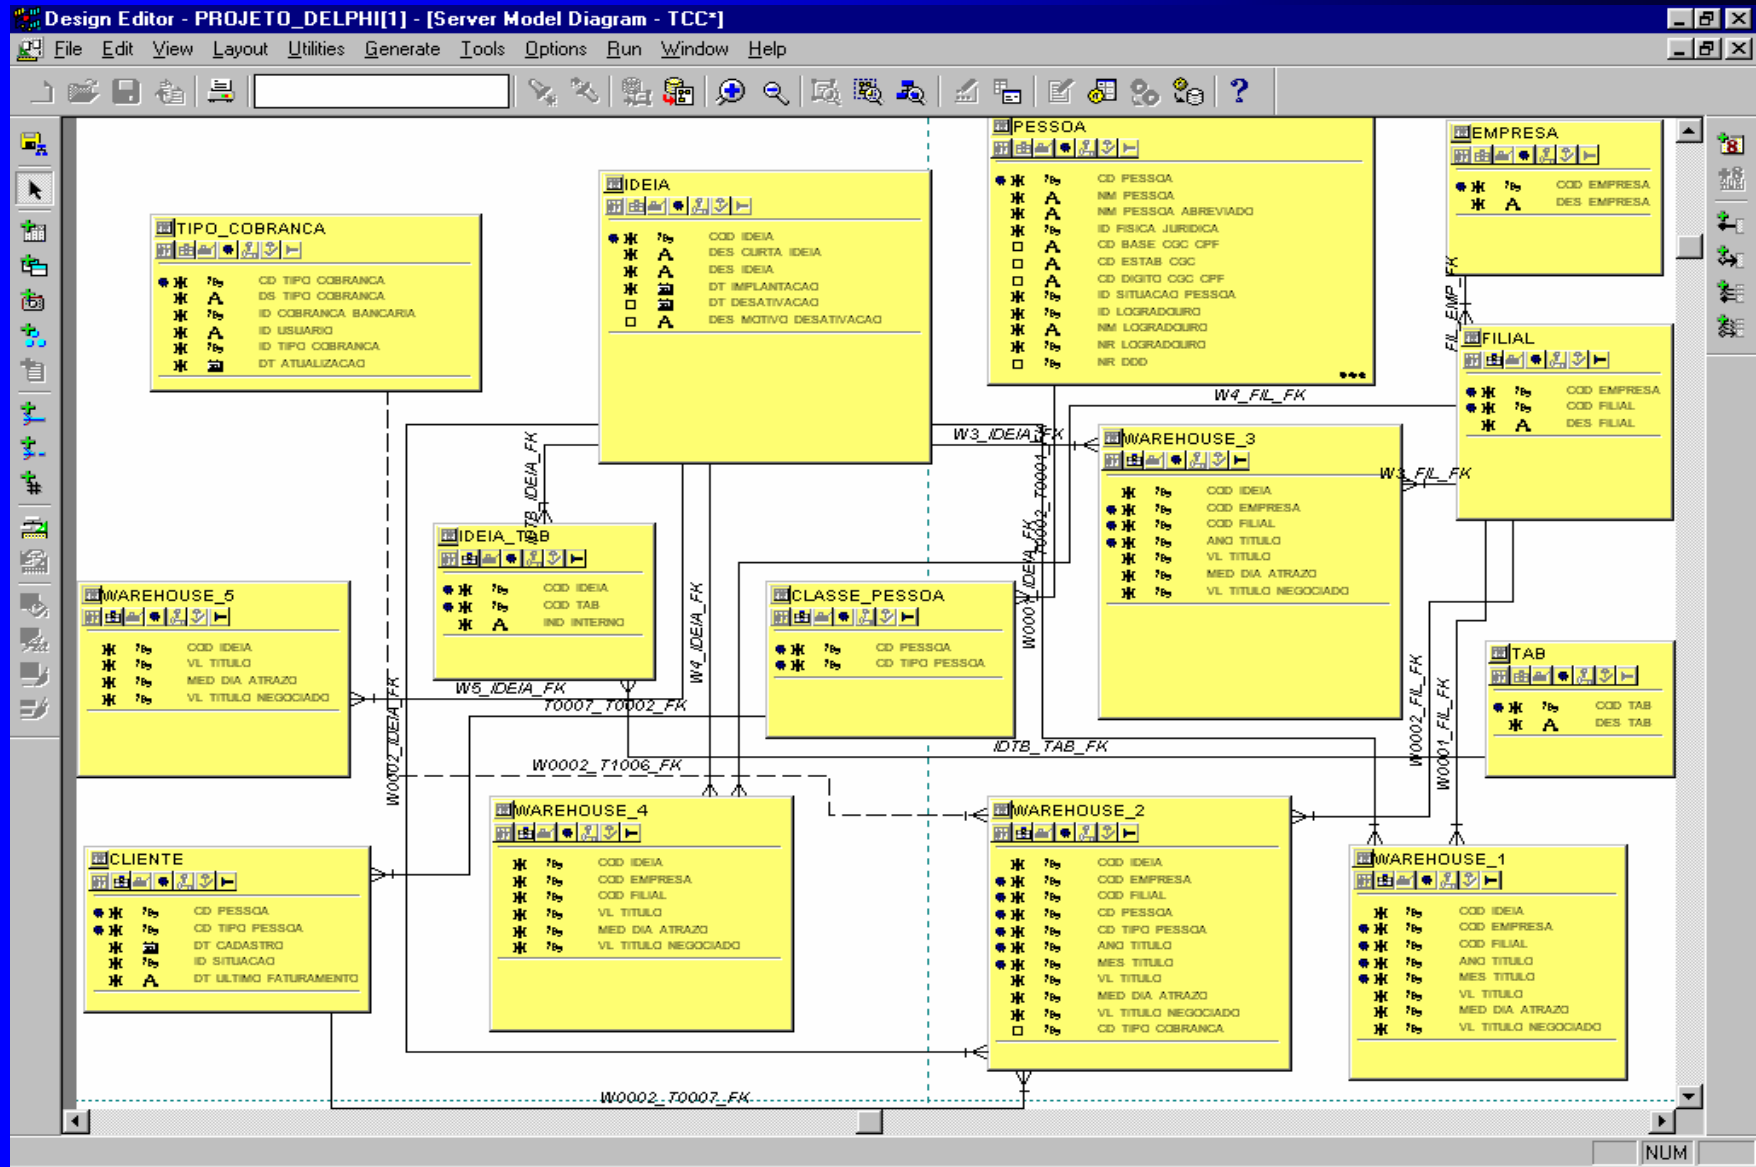 Design Editor - PROJETO_DELPHI[1] - [Server Model Diagram - TCC*]
File Edit View Layout Utilities Generate Tools Options Run Window Help
PESSOA
CD PESSOA
NM PESSOA
NM PESSOA ABREVIADO
ID FISICA JURIDICA
CD BASE CGC CPF
CD ESTAB CGC
CD DIGITO CGC CPF
ID SITUACAO PESSOA
ID LOGRADOURO
NM LOGRADOURO
NR LOGRADOURO
NR DDD
EMPRESA
COD EMPRESA
DES EMPRESA
IDEIA
COD IDEIA
DES CURTA IDEIA
DES IDEIA
DT IMPLANTACAO
DT DESATIVACAO
DES MOTIVO DESATIVACAO
TIPO_COBRANCA
CD TIPO COBRANCA
DS TIPO COBRANCA
ID COBRANCA BANCARIA
ID USUARIO
ID TIPO COBRANCA
DT ATUALIZACAO
FIL_EMP_FK
FILIAL
COD EMPRESA
COD FILIAL
DES FILIAL
W4_FIL_FK
W3_IDEIA_FK
WAREHOUSE_3
COD IDEIA
COD EMPRESA
COD FILIAL
ANO TITULO
VL TITULO
MED DIA ATRAZO
VL TITULO NEGOCIADO
W3_FIL_FK
T0002_T0001_FK
W0001_IDEIA_FK
IDEIA_TAB
COD IDEIA
COD TAB
IND INTERNO
WAREHOUSE_5
COD IDEIA
VL TITULO
MED DIA ATRAZO
VL TITULO NEGOCIADO
W4_IDEIA_FK
CLASSE_PESSOA
CD PESSOA
CD TIPO PESSOA
TAB
COD TAB
DES TAB
W0002_FIL_FK
W0001_FIL_FK
W5_IDEIA_FK
T0007_T0002_FK
W0002_IDEIA_FK
IDTB_TAB_FK
W0002_T1006_FK
WAREHOUSE_4
COD IDEIA
COD EMPRESA
COD FILIAL
VL TITULO
MED DIA ATRAZO
VL TITULO NEGOCIADO
WAREHOUSE_2
COD IDEIA
COD EMPRESA
COD FILIAL
CD PESSOA
CD TIPO PESSOA
ANO TITULO
MES TITULO
VL TITULO
MED DIA ATRAZO
VL TITULO NEGOCIADO
CD TIPO COBRANCA
WAREHOUSE_1
COD IDEIA
COD EMPRESA
COD FILIAL
ANO TITULO
MES TITULO
VL TITULO
MED DIA ATRAZO
VL TITULO NEGOCIADO
CLIENTE
CD PESSOA
CD TIPO PESSOA
DT CADASTRO
ID SITUACAO
DT ULTIMO FATURAMENTO
W0002_T0007_FK
NUM